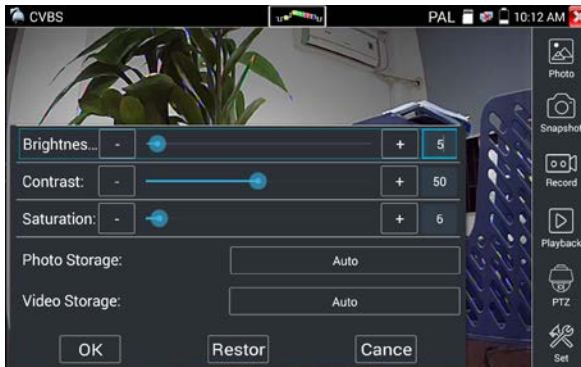 CVBS PAL 10:12 AM
Photo
Snapshot
Record
Playback
PTZ
Set
Brightnes... - + 5
Contrast: - + 50
Saturation: - + 6
Photo Storage: Auto
Video Storage: Auto
OK Restor Cance